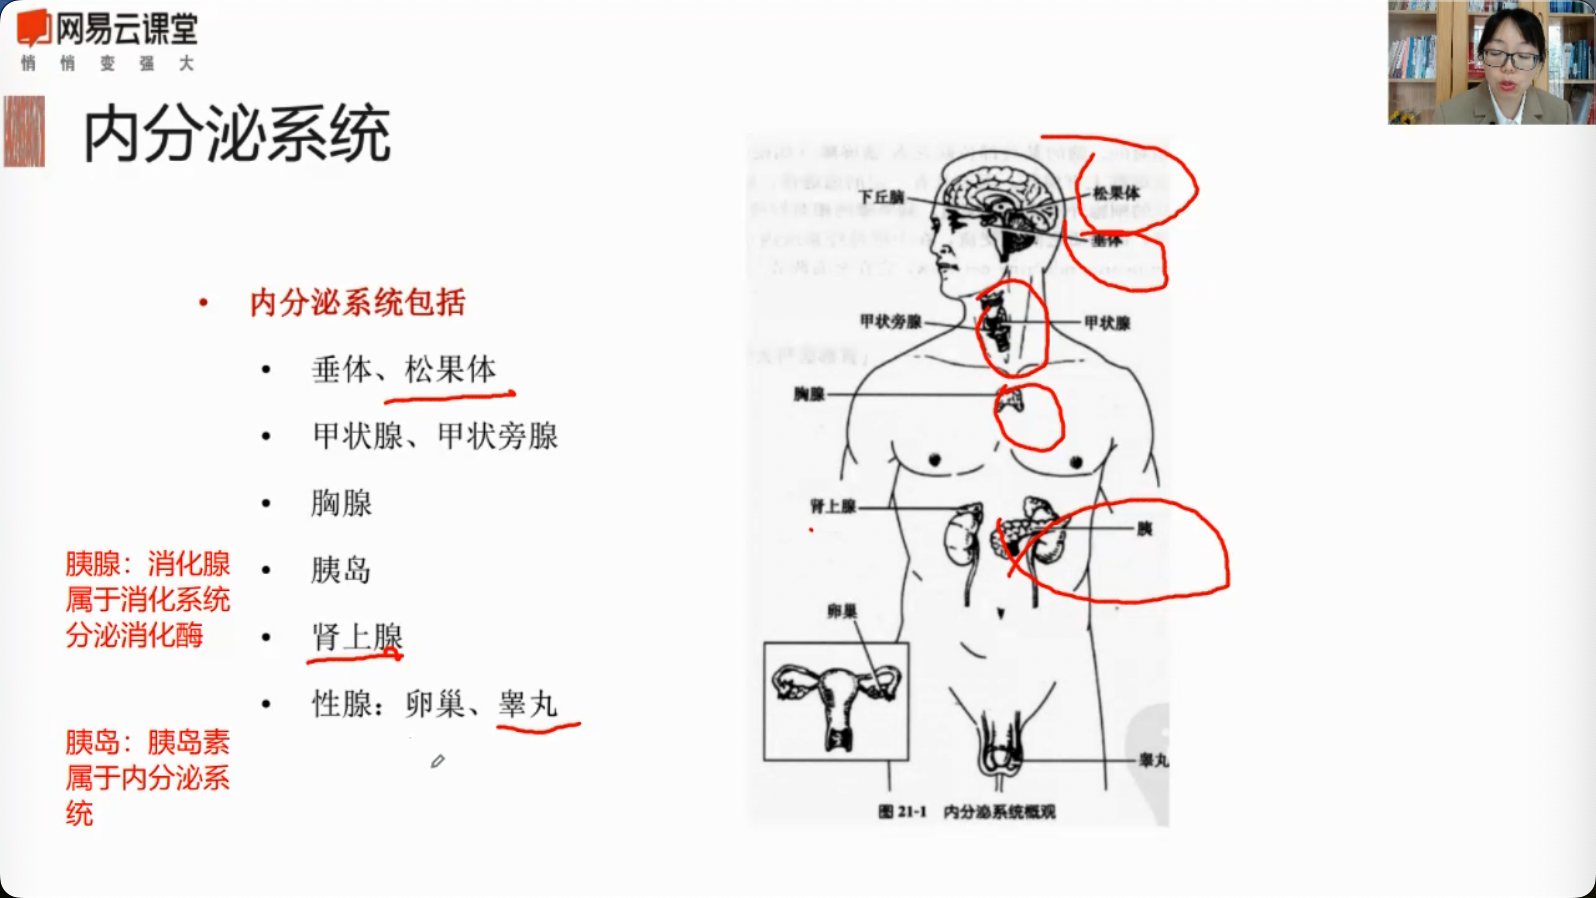 网易云课堂
悄悄变强大
内分泌系统
• 内分泌系统包括
• 垂体、松果体
• 甲状腺、甲状旁腺
• 胸腺
• 胰岛
• 肾上腺
• 性腺：卵巢、睾丸
胰腺：消化腺
属于消化系统
分泌消化酶
胰岛：胰岛素
属于内分泌系
统
下丘脑
松果体
垂体
甲状旁腺
甲状腺
胸腺
肾上腺
胰
卵巢
睾丸
图 21-1 内分泌系统概观